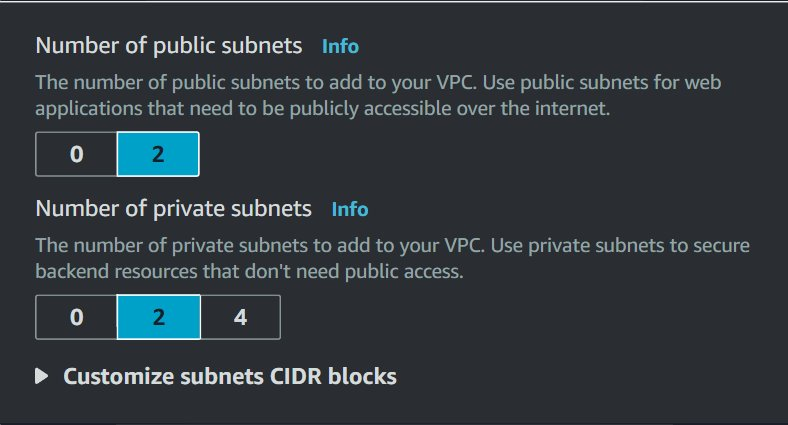 Number of public subnets Info
The number of public subnets to add to your VPC. Use public subnets for web
applications that need to be publicly accessible over the internet.
0 2
Number of private subnets Info
The number of private subnets to add to your VPC. Use private subnets to secure
backend resources that don't need public access.
0 2 4
Customize subnets CIDR blocks